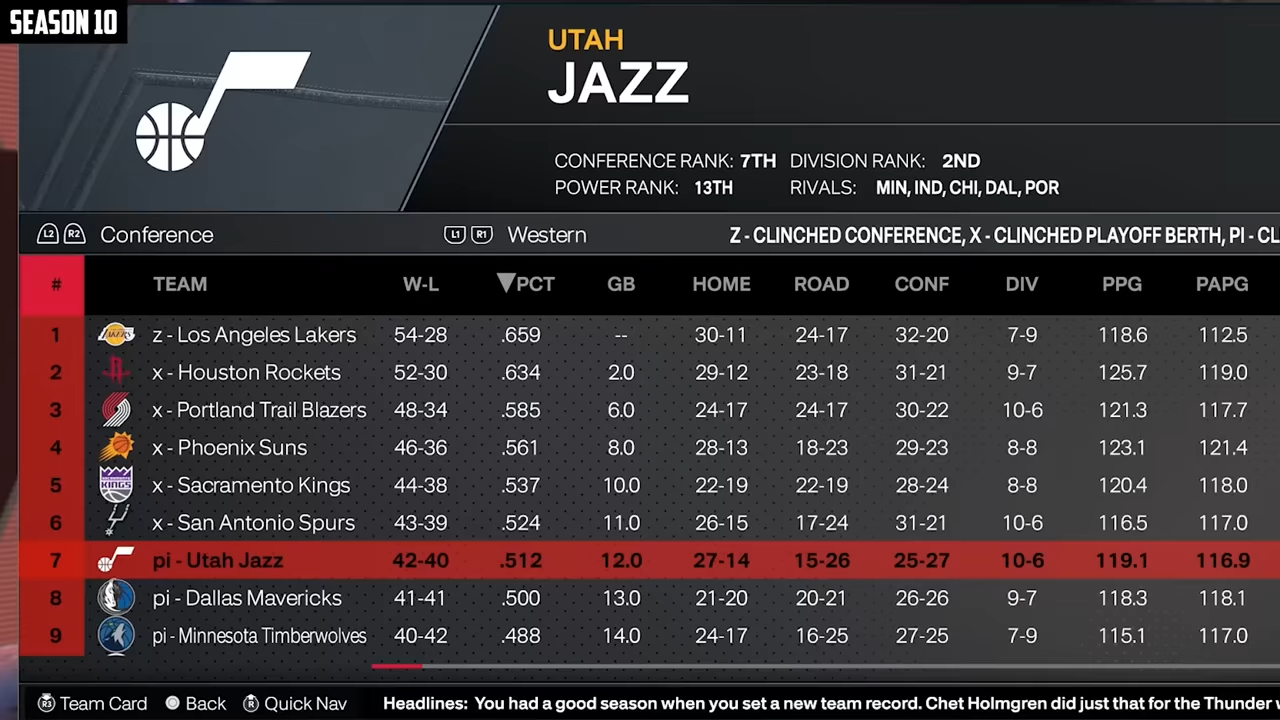 SEASON 10
UTAH
JAZZ
CONFERENCE RANK: 7TH DIVISION RANK: 2ND
POWER RANK: 13TH RIVALS: MIN, IND, CHI, DAL, POR
L2 R2 Conference L1 R1 Western Z - CLINCHED CONFERENCE, X - CLINCHED PLAYOFF BERTH, PI - CL
# TEAM W-L ▼PCT GB HOME ROAD CONF DIV PPG PAPG
1 z - Los Angeles Lakers 54-28 .659 -- 30-11 24-17 32-20 7-9 118.6 112.5
2 x - Houston Rockets 52-30 .634 2.0 29-12 23-18 31-21 9-7 125.7 119.0
3 x - Portland Trail Blazers 48-34 .585 6.0 24-17 24-17 30-22 10-6 121.3 117.7
4 x - Phoenix Suns 46-36 .561 8.0 28-13 18-23 29-23 8-8 123.1 121.4
5 KINGS x - Sacramento Kings 44-38 .537 10.0 22-19 22-19 28-24 8-8 120.4 118.0
6 x - San Antonio Spurs 43-39 .524 11.0 26-15 17-24 31-21 10-6 116.5 117.0
7 pi - Utah Jazz 42-40 .512 12.0 27-14 15-26 25-27 10-6 119.1 116.9
8 pi - Dallas Mavericks 41-41 .500 13.0 21-20 20-21 26-26 9-7 118.3 118.1
9 pi - Minnesota Timberwolves 40-42 .488 14.0 24-17 16-25 27-25 7-9 115.1 117.0
R3 Team Card Back R Quick Nav Headlines: You had a good season when you set a new team record. Chet Holmgren did just that for the Thunder